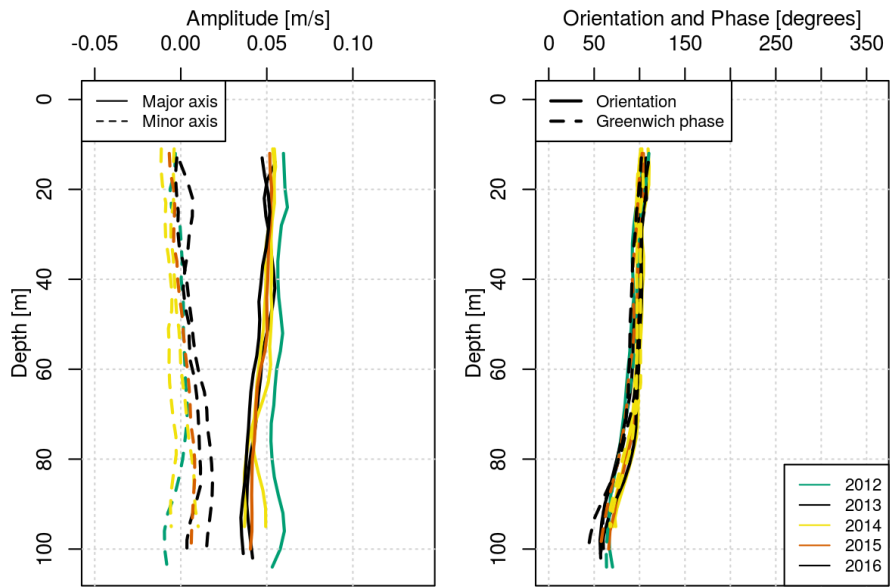 Amplitude [m/s]
-0.05 0.00 0.05 0.10
Depth [m]
0
20
40
60
80
100
Major axis
Minor axis
Orientation and Phase [degrees]
0 50 150 250 350
Depth [m]
0
20
40
60
80
100
Orientation
Greenwich phase
2012
2013
2014
2015
2016